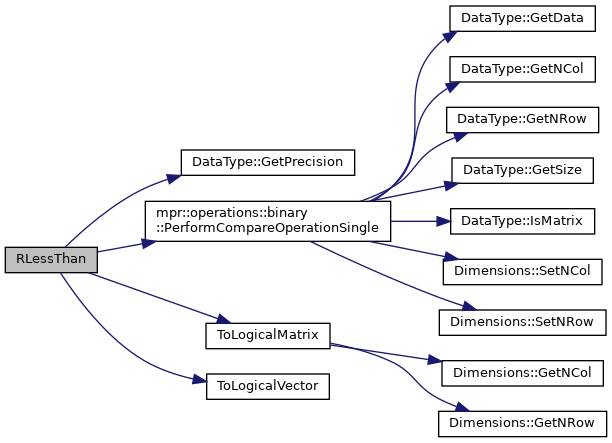 RLessThan
DataType::GetPrecision
mpr::operations::binary
::PerformCompareOperationSingle
DataType::GetData
DataType::GetNCol
DataType::GetNRow
DataType::GetSize
DataType::IsMatrix
Dimensions::SetNCol
Dimensions::SetNRow
ToLogicalMatrix
Dimensions::GetNCol
Dimensions::GetNRow
ToLogicalVector